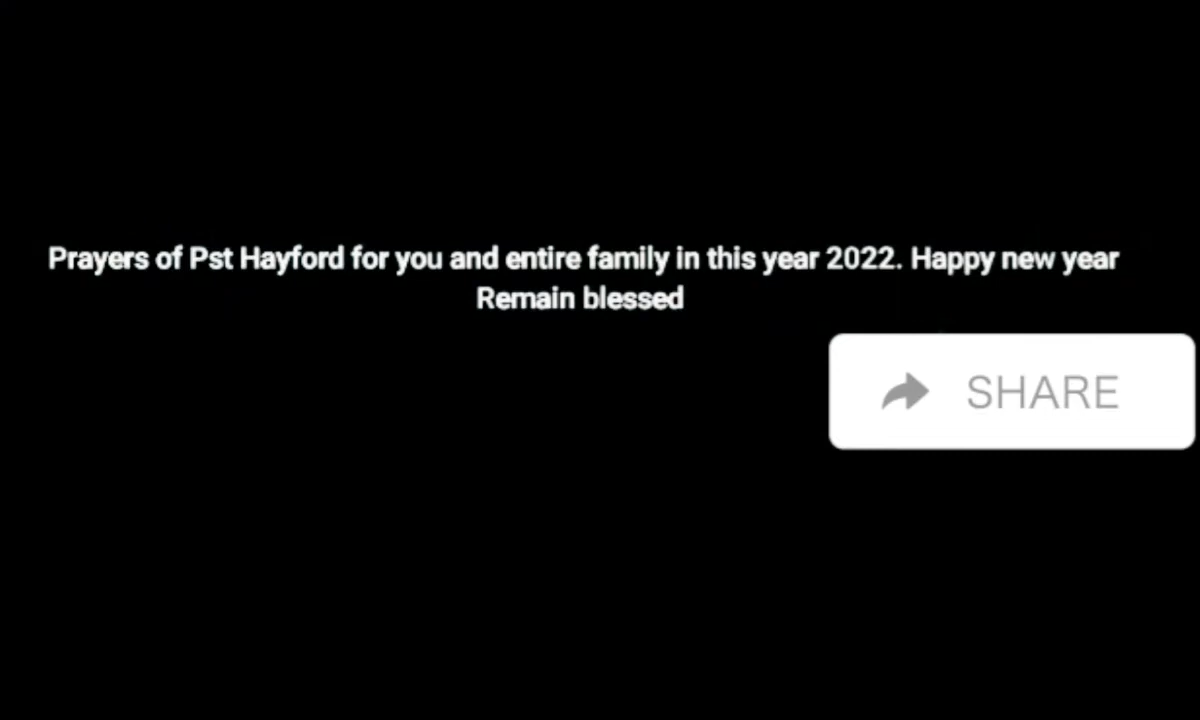 Prayers of Pst Hayford for you and entire family in this year 2022. Happy new year
Remain blessed
SHARE